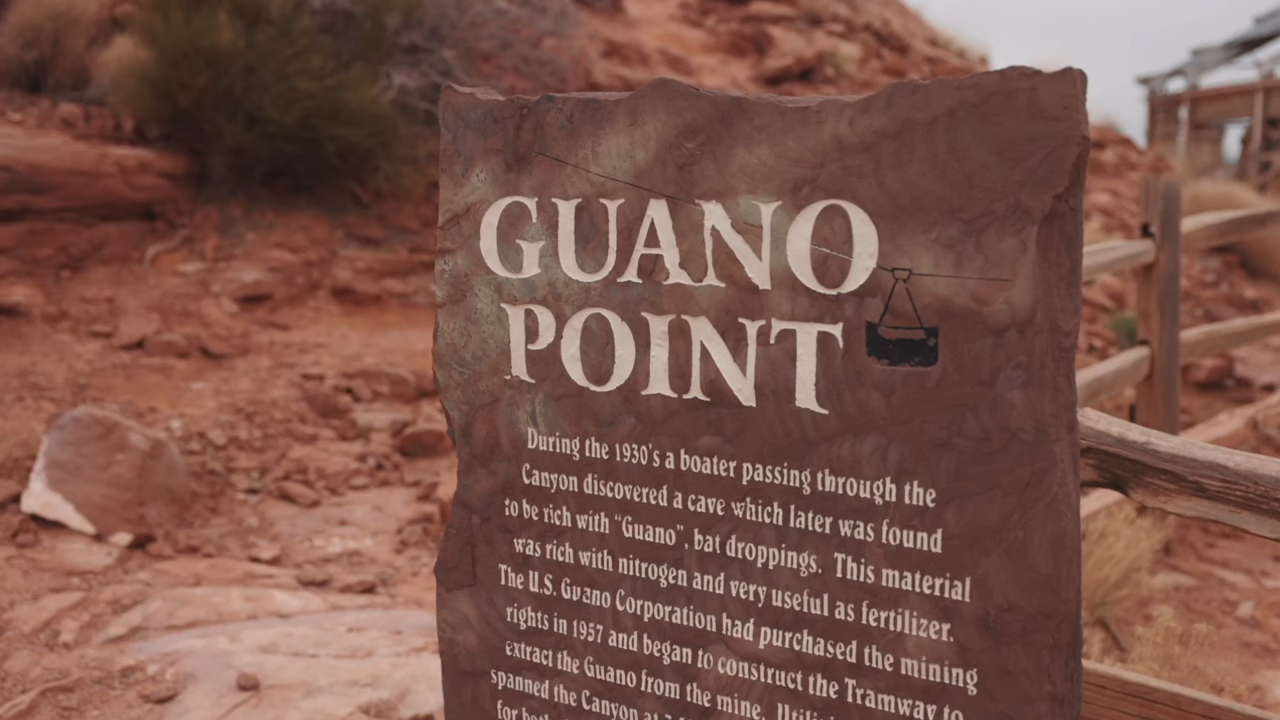 GUANO
POINT
During the 1930's a boater passing through the
Canyon discovered a cave which later was found
to be rich with "Guano", bat droppings. This material
was rich with nitrogen and very useful as fertilizer.
The U.S. Guano Corporation had purchased the mining
rights in 1957 and began to construct the Tramway to
extract the Guano from the mine.
spanned the Canyon at
for